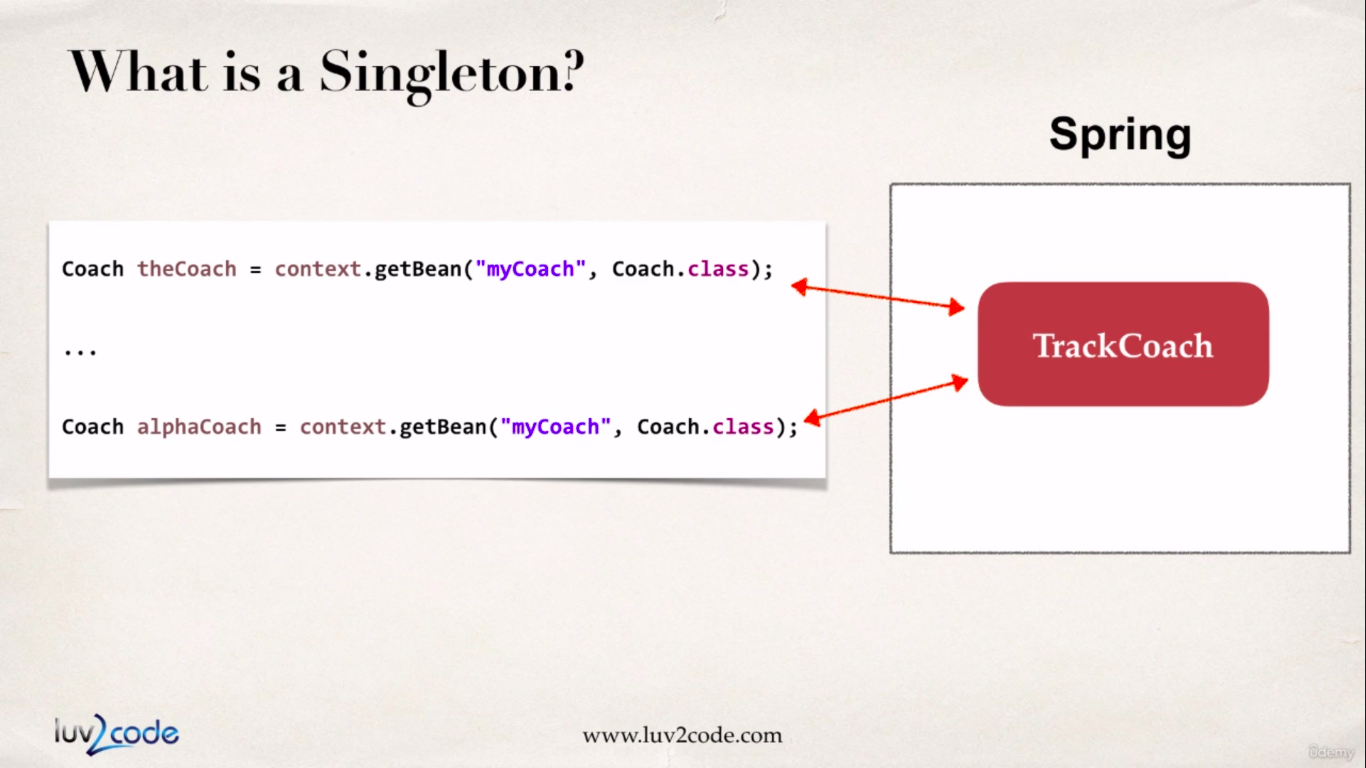 What is a Singleton?
Spring
Coach theCoach = context.getBean("myCoach", Coach.class);
TrackCoach
...
Coach alphaCoach = context.getBean("myCoach", Coach.class);
luv2code
www.luv2code.com
ûdemy